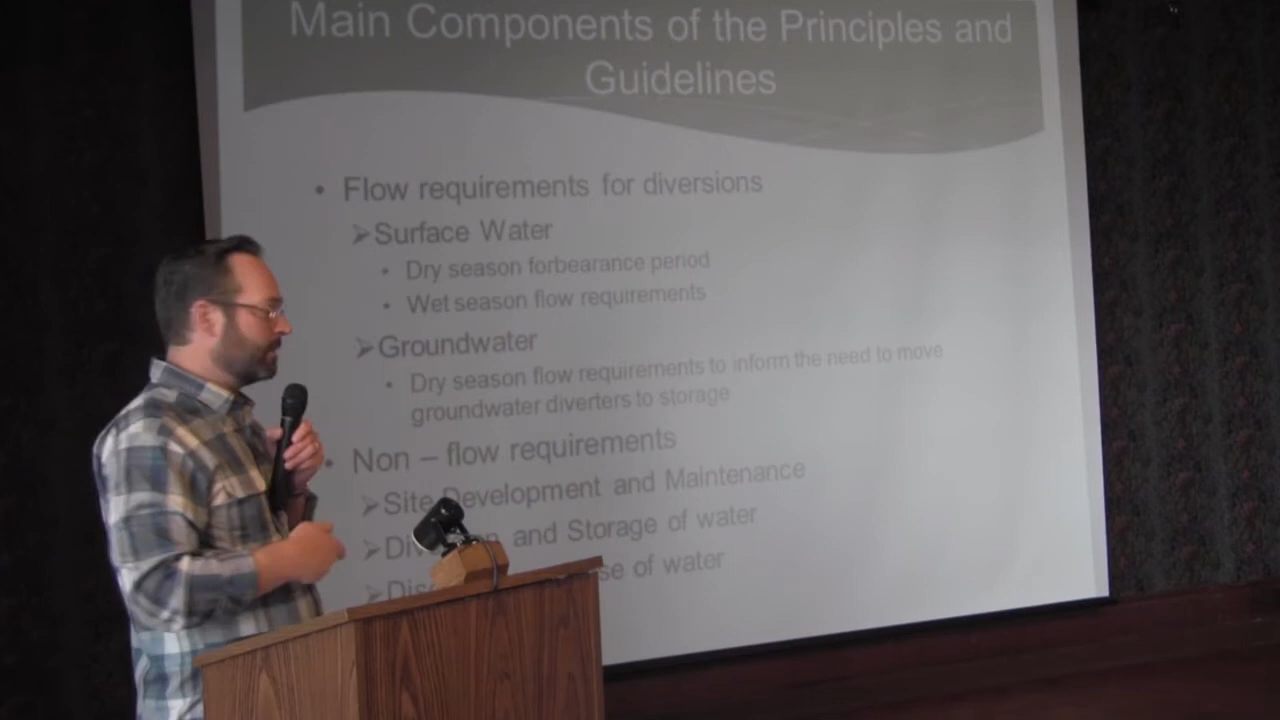 Main Components of the Principles and
Guidelines
• Flow requirements for diversions
➢Surface Water
• Dry season forbearance period
• Wet season flow requirements
➢Groundwater
• Dry season flow requirements to inform the need to move
groundwater diverters to storage
• Non – flow requirements
➢Site Development and Maintenance
➢ and Storage of water
➢ of water